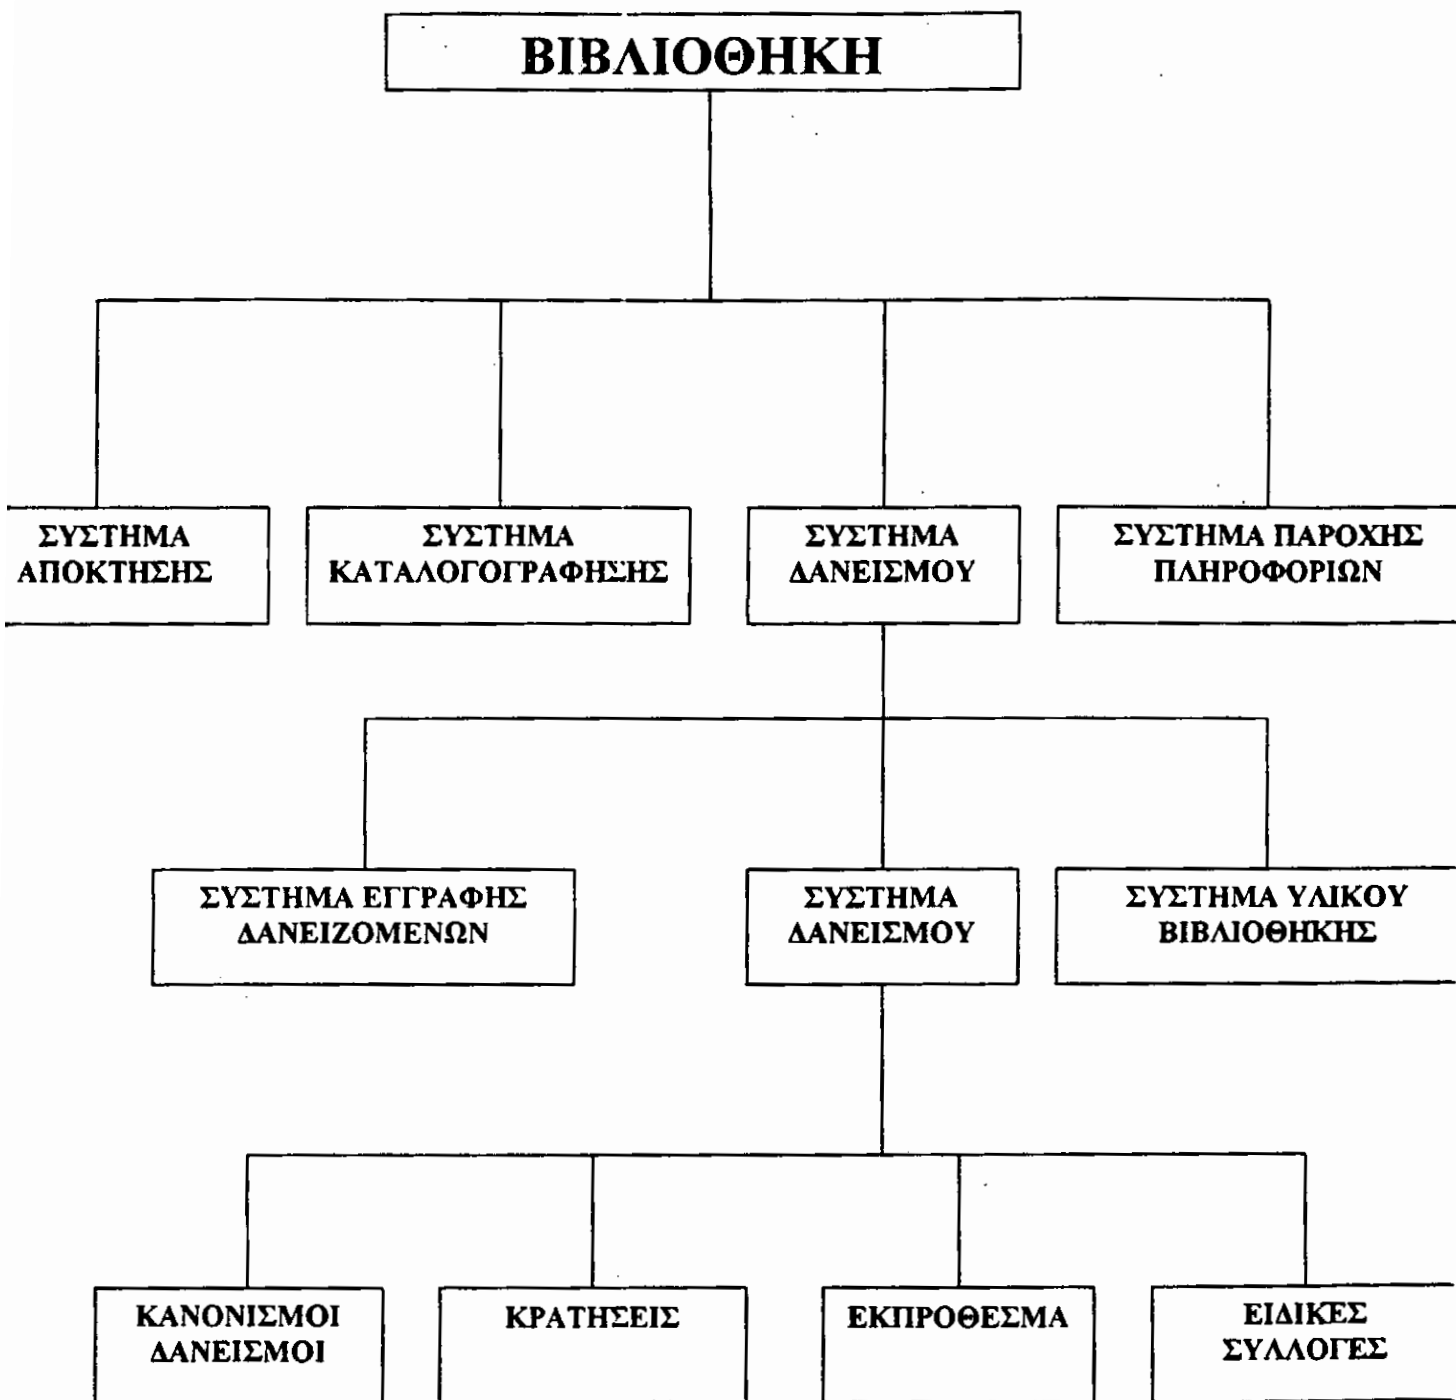 ΒΙΒΛΙΟΘΗΚΗ
ΣΥΣΤΗΜΑ
ΑΠΟΚΤΗΣΗΣ
ΣΥΣΤΗΜΑ
ΚΑΤΑΛΟΓΟΓΡΑΦΗΣΗΣ
ΣΥΣΤΗΜΑ
ΔΑΝΕΙΣΜΟΥ
ΣΥΣΤΗΜΑ ΠΑΡΟΧΗΣ
ΠΛΗΡΟΦΟΡΙΩΝ
ΣΥΣΤΗΜΑ ΕΓΓΡΑΦΗΣ
ΔΑΝΕΙΖΟΜΕΝΩΝ
ΣΥΣΤΗΜΑ
ΔΑΝΕΙΣΜΟΥ
ΣΥΣΤΗΜΑ ΥΛΙΚΟΥ
ΒΙΒΛΙΟΘΗΚΗΣ
ΚΑΝΟΝΙΣΜΟΙ
ΔΑΝΕΙΣΜΟΙ
ΚΡΑΤΗΣΕΙΣ
ΕΚΠΡΟΘΕΣΜΑ
ΕΙΔΙΚΕΣ
ΣΥΛΛΟΓΕΣ